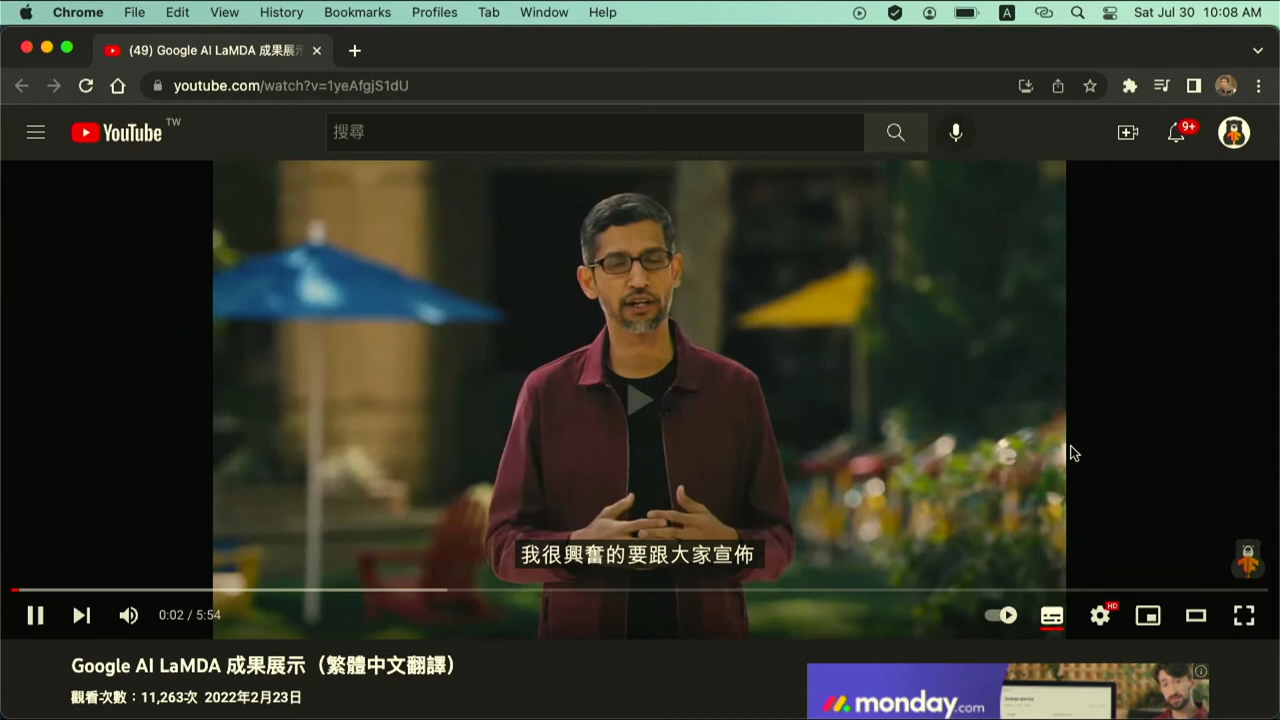 Chrome File Edit View History Bookmarks Profiles Tab Window Help A Sat Jul 30 10:08 AM
(49) Google AI LaMDA 成果展示
youtube.com/watch?v=1yeAfgjS1dU
YouTube TW 搜尋 9+
我很興奮的要跟大家宣佈
0:02 / 5:54 HD
Google AI LaMDA 成果展示（繁體中文翻譯）
觀看次數：11,263次 2022年2月23日
monday.com